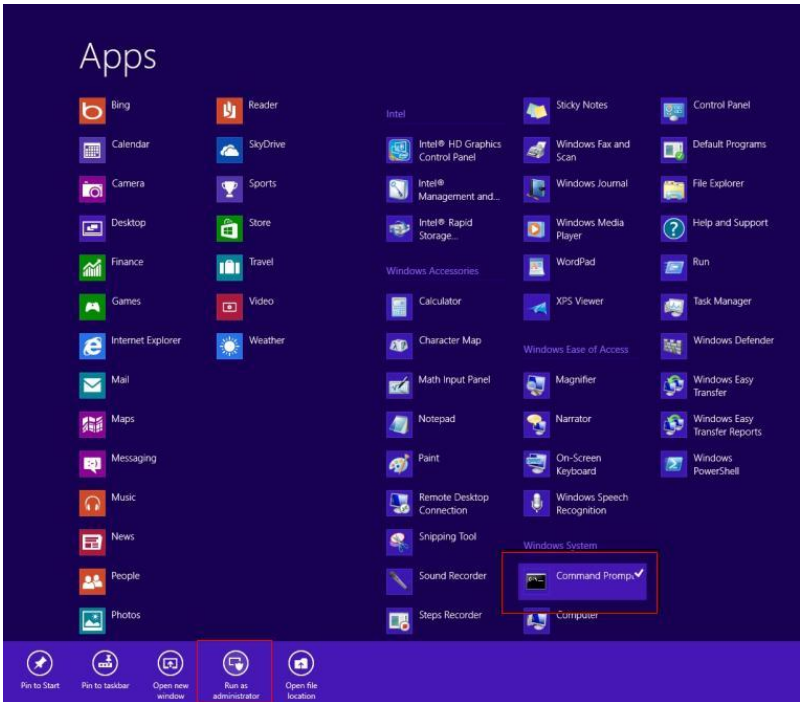 Apps
Bing
Calendar
Camera
Desktop
Finance
Games
Internet Explorer
Mail
Maps
Messaging
Music
News
People
Photos
Reader
SkyDrive
Sports
Store
Travel
Video
Weather
Intel
Intel® HD Graphics
Control Panel
Intel®
Management and...
Intel® Rapid
Storage...
Windows Accessories
Calculator
Character Map
Math Input Panel
Notepad
Paint
Remote Desktop
Connection
Snipping Tool
Sound Recorder
Steps Recorder
Sticky Notes
Windows Fax and
Scan
Windows Journal
Windows Media
Player
WordPad
XPS Viewer
Windows Ease of Access
Magnifier
Narrator
On-Screen
Keyboard
Windows Speech
Recognition
Windows System
Command Promp
Computer
Control Panel
Default Programs
File Explorer
Help and Support
Run
Task Manager
Windows Defender
Windows Easy
Transfer
Windows Easy
Transfer Reports
Windows
PowerShell
Pin to Start
Pin to taskbar
Open new
window
Run as
administrator
Open file
location